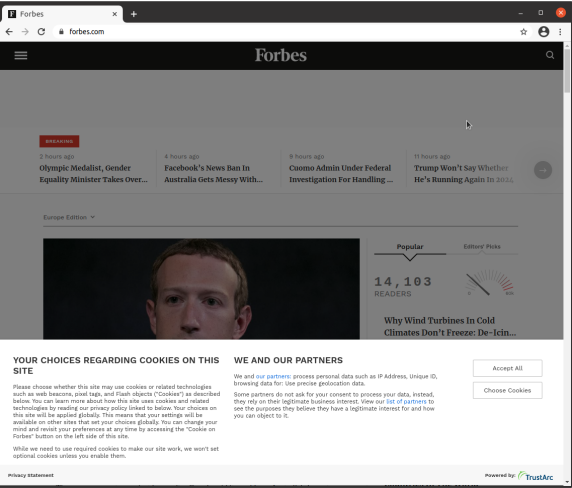 Forbes
forbes.com
Forbes
BREAKING
2 hours ago
Olympic Medalist, Gender
Equality Minister Takes Over...
4 hours ago
Facebook's News Ban In
Australia Gets Messy With...
9 hours ago
Cuomo Admin Under Federal
Investigation For Handling ...
11 hours ago
Trump Won't Say Whether
He's Running Again In 2024
Europe Edition
Popular
Editors' Picks
14,103
READERS
Why Wind Turbines In Cold
Climates Don't Freeze: De-Icin...
YOUR CHOICES REGARDING COOKIES ON THIS
SITE
Please choose whether this site may use cookies or related technologies
such as web beacons, pixel tags, and Flash objects ("Cookies") as described
below. You can learn more about how this site uses cookies and related
technologies by reading our privacy policy linked to below. Your choices on
this site will be applied globally. This means that your settings will be
available on other sites that set your choices globally. You can change your
mind and revisit your preferences at any time by accessing the "Cookie on
Forbes" button on the left side of this site.
While we need to use required cookies to make our site work, we won't set
optional cookies unless you enable them.
WE AND OUR PARTNERS
We and our partners: process personal data such as IP Address, Unique ID,
browsing data for: Use precise geolocation data.
Some partners do not ask for your consent to process your data, instead,
they rely on their legitimate business interest. View our list of partners to
see the purposes they believe they have a legitimate interest for and how
you can object to it.
Accept All
Choose Cookies
Privacy Statement
Powered by: TrustArc